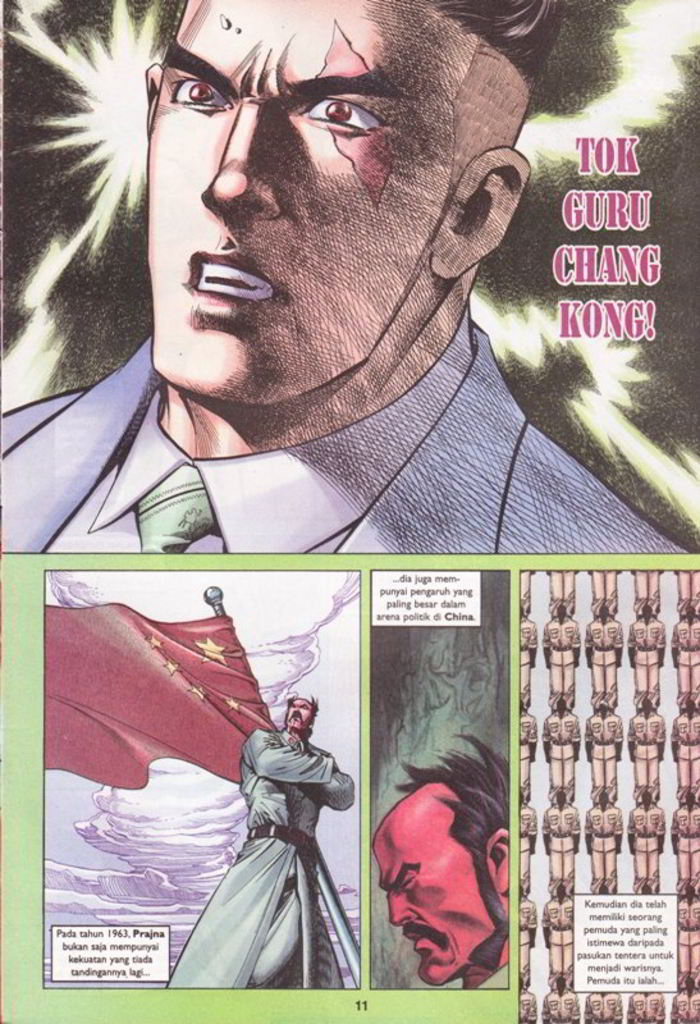 TOK
GURU
CHANG
KONG!
Pada tahun 1963, Prajna
bukan saja mempunyai
kekuatan yang tiada
tandingannya lagi...
...dia juga mem-
punyai pengaruh yang
paling besar dalam
arena politik di China.
Kemudian dia telah
memiliki seorang
pemuda yang paling
istimewa daripada
pasukan tentera untuk
menjadi warisnya.
Pemuda itu ialah...
11